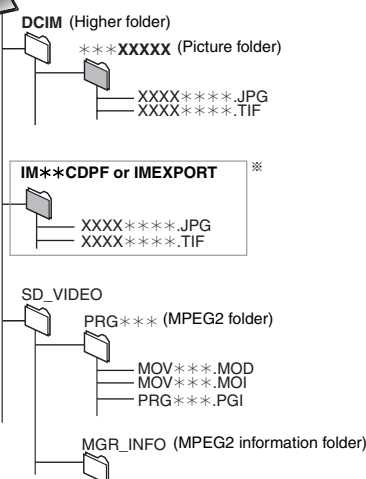 DCIM (Higher folder)
✳✳✳XXXXX (Picture folder)
XXXX✳✳✳✳.JPG
XXXX✳✳✳✳.TIF
IM✳✳CDPF or IMEXPORT ※
XXXX✳✳✳✳.JPG
XXXX✳✳✳✳.TIF
SD_VIDEO
PRG✳✳✳ (MPEG2 folder)
MOV✳✳✳.MOD
MOV✳✳✳.MOI
PRG✳✳✳.PGI
MGR_INFO (MPEG2 information folder)